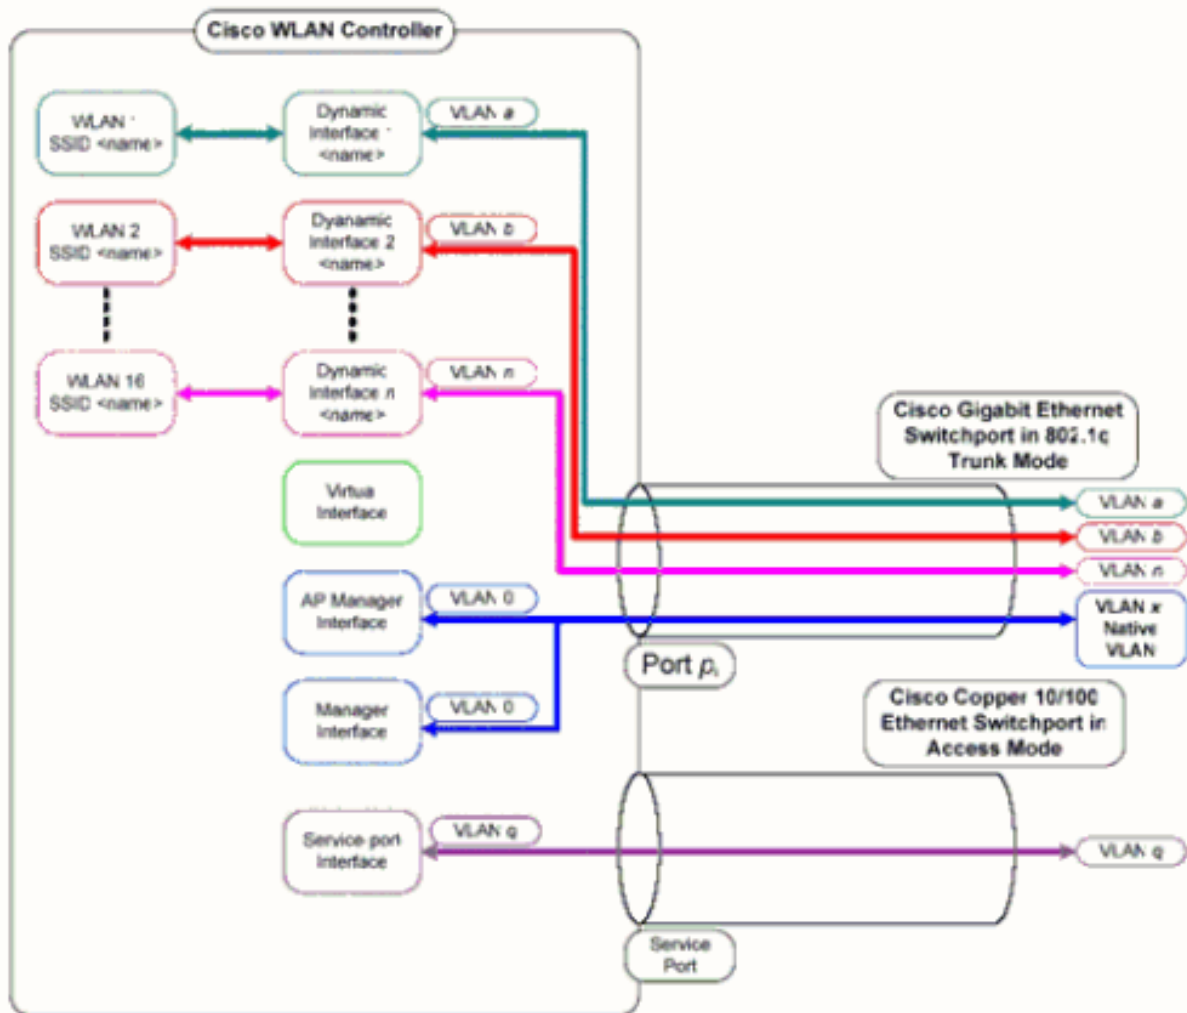 Cisco WLAN Controller
WLAN 1
SSID <name>
Dynamic
Interface 1
<name>
VLAN a
WLAN 2
SSID <name>
Dyanamic
Interface 2
<name>
VLAN b
WLAN 16
SSID <name>
Dynamic
Interface n
<name>
VLAN n
Virtua
Interface
AP Manager
Interface
VLAN 0
Manager
Interface
VLAN 0
Service-port
Interface
VLAN q
Cisco Gigabit Ethernet
Switchport in 802.1q
Trunk Mode
VLAN a
VLAN b
VLAN n
VLAN x
Native
VLAN
Port
Cisco Copper 10/100
Ethernet Switchport in
Access Mode
VLAN q
Service
Port